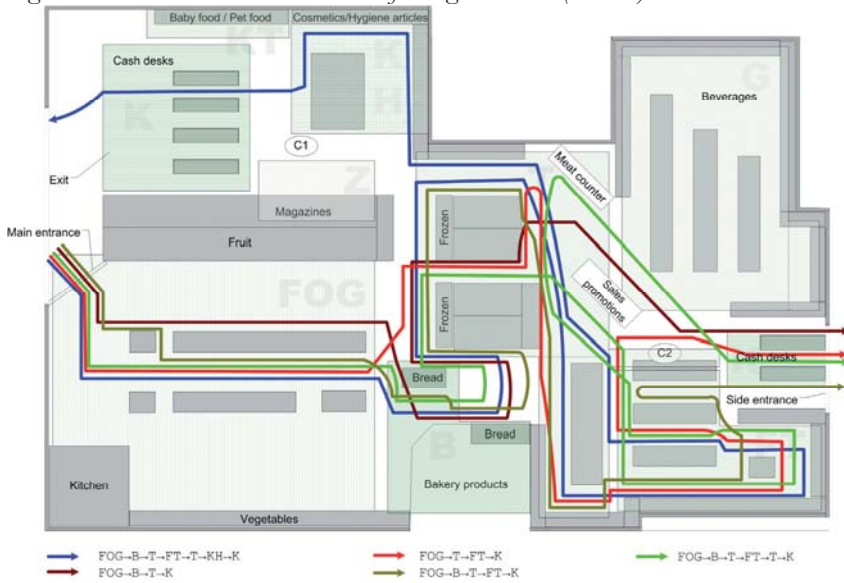 Baby food / Pet food
Cosmetics/Hygiene articles
Cash desks
KT
K
H
G
Beverages
K
C1
Exit
Z
Magazines
Meat counter
Main entrance
Fruit
Frozen
FOG
Sales promotions
Frozen
C2
Cash desks
Bread
Side entrance
B
Bread
FT
Kitchen
Bakery products
Vegetables
FOG→B→T→FT→T→KH→K
FOG→T→FT→K
FOG→B→T→FT→T→K
FOG→B→T→K
FOG→B→T→FT→K